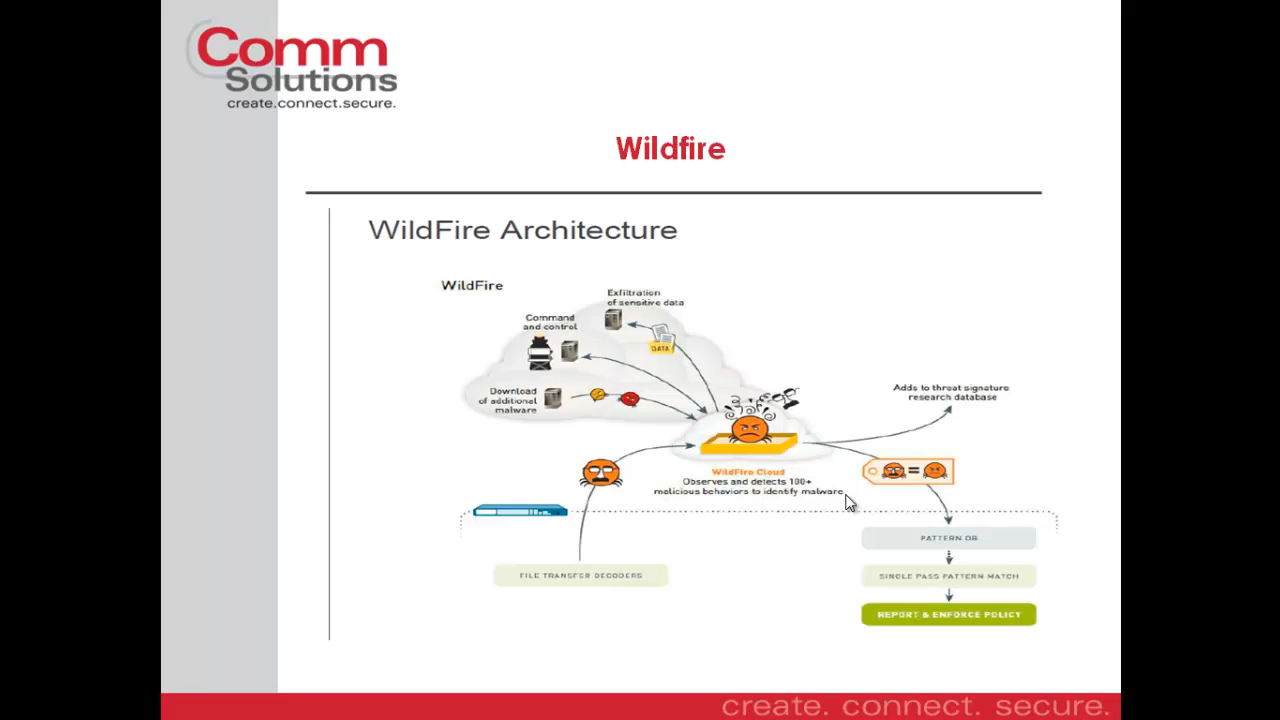 Comm
Solutions
create.connect.secure.
Wildfire
WildFire Architecture
WildFire
Exfiltration
of sensitive data
Command
and control
DATA
Download
of additional
malware
Adds to threat signature
research database
WildFire Cloud
Observes and detects 100+
malicious behaviors to identify malware
=
PATTERN DB
FILE TRANSFER DECODERS
SINGLE PASS PATTERN MATCH
REPORT & ENFORCE POLICY
create. connect. secure.